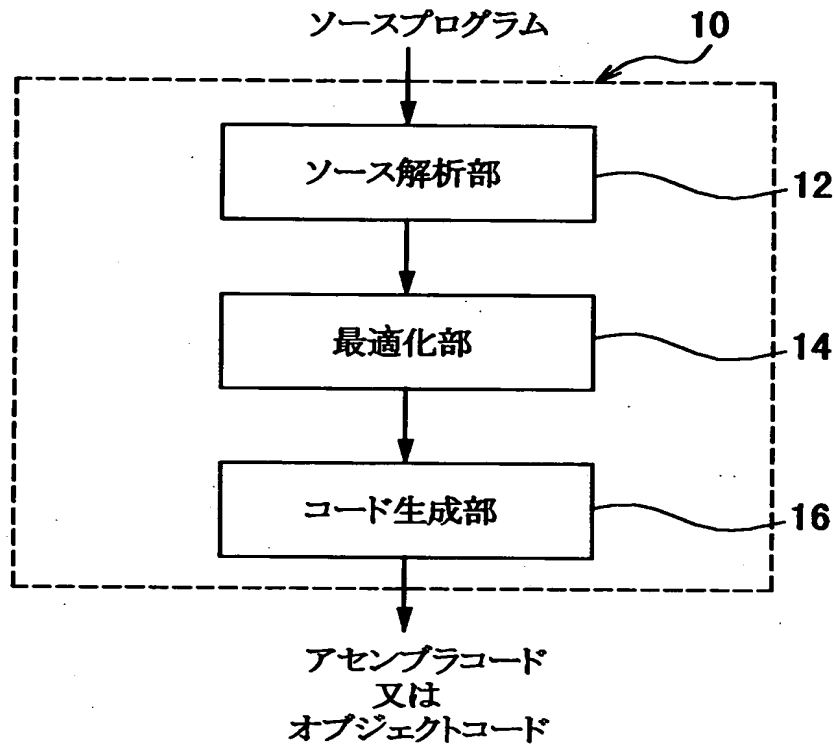 ソースプログラム
10
ソース解析部
12
最適化部
14
コード生成部
16
アセンブラコード
又は
オブジェクトコード